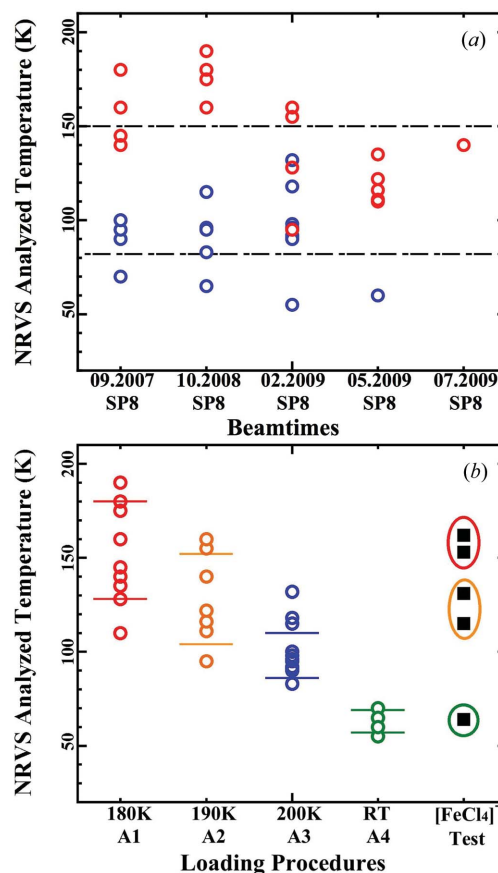 (a)
NRVS Analyzed Temperature (K)
200
150
100
50
09.2007 10.2008 02.2009 05.2009 07.2009
SP8 SP8 SP8 SP8 SP8
Beamtimes
(b)
NRVS Analyzed Temperature (K)
200
150
100
50
180K 190K 200K RT [FeCl₄]⁻
A1 A2 A3 A4 Test
Loading Procedures